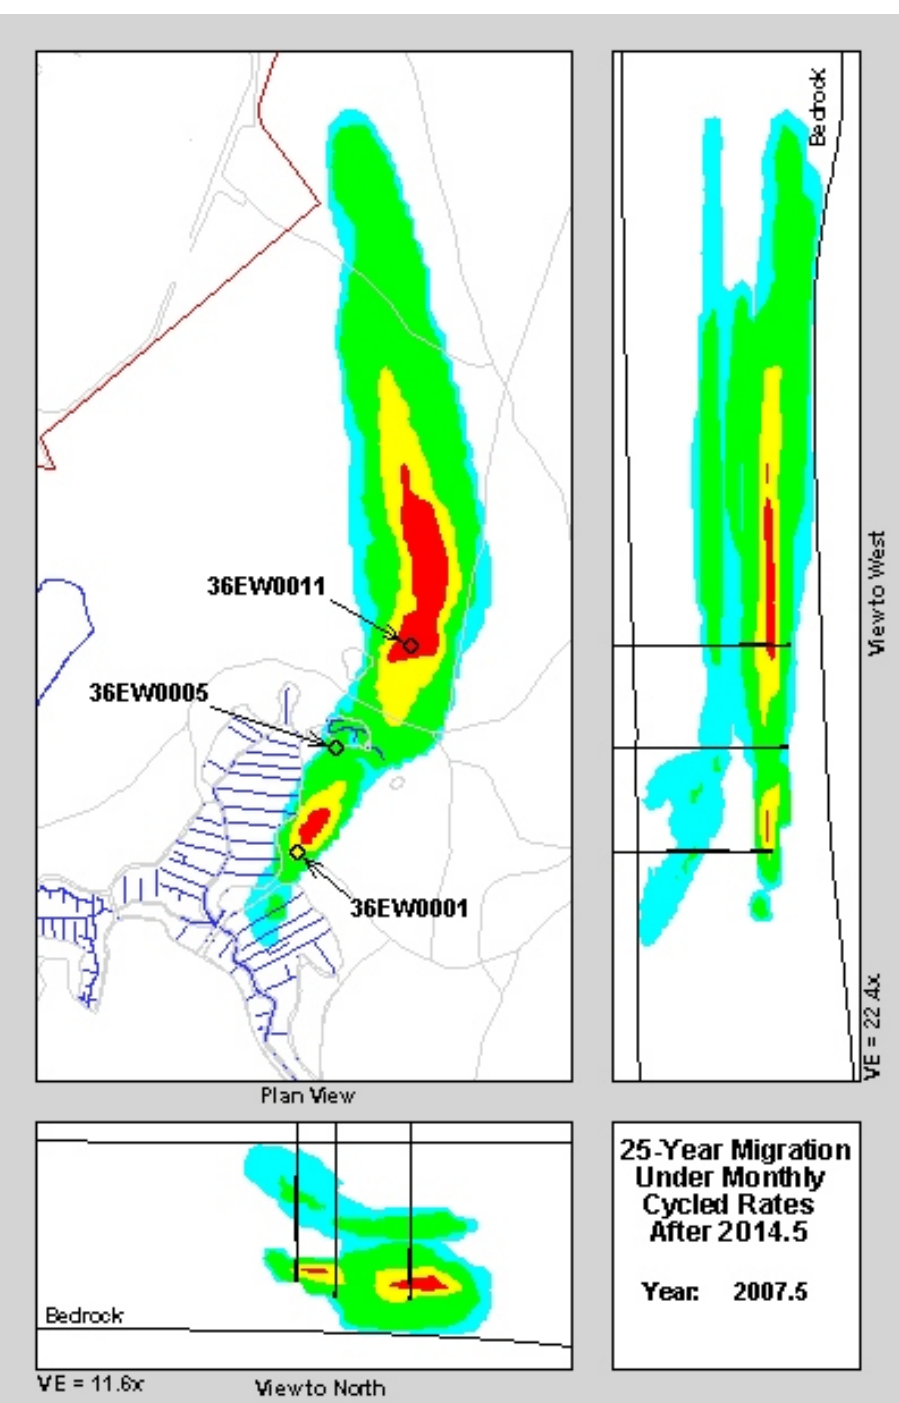 Bedrock
36EW0011
View to West
36EW0005
36EW0001
VE = 22.4x
Plan View
25-Year Migration
Under Monthly
Cycled Rates
After 2014.5
Year: 2007.5
Bedrock
VE = 11.6x
View to North